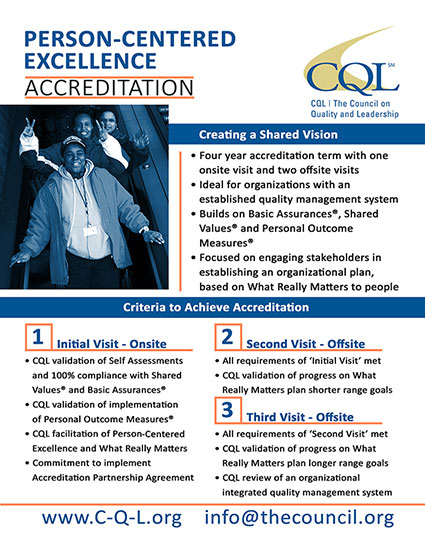 PERSON-CENTERED
EXCELLENCE
ACCREDITATION
CQL SM
CQL | The Council on
Quality and Leadership
Creating a Shared Vision
• Four year accreditation term with one
onsite visit and two offsite visits
• Ideal for organizations with an
established quality management system
• Builds on Basic Assurances®, Shared
Values® and Personal Outcome
Measures®
• Focused on engaging stakeholders in
establishing an organizational plan,
based on What Really Matters to people
Criteria to Achieve Accreditation
1 Initial Visit - Onsite
• CQL validation of Self Assessments
and 100% compliance with Shared
Values® and Basic Assurances®
• CQL validation of implementation
of Personal Outcome Measures®
• CQL facilitation of Person-Centered
Excellence and What Really Matters
• Commitment to implement
Accreditation Partnership Agreement
2 Second Visit - Offsite
• All requirements of ‘Initial Visit’ met
• CQL validation of progress on What
Really Matters plan shorter range goals
3 Third Visit - Offsite
• All requirements of ‘Second Visit’ met
• CQL validation of progress on What
Really Matters plan longer range goals
• CQL review of an organizational
integrated quality management system
www.C-Q-L.org info@thecouncil.org